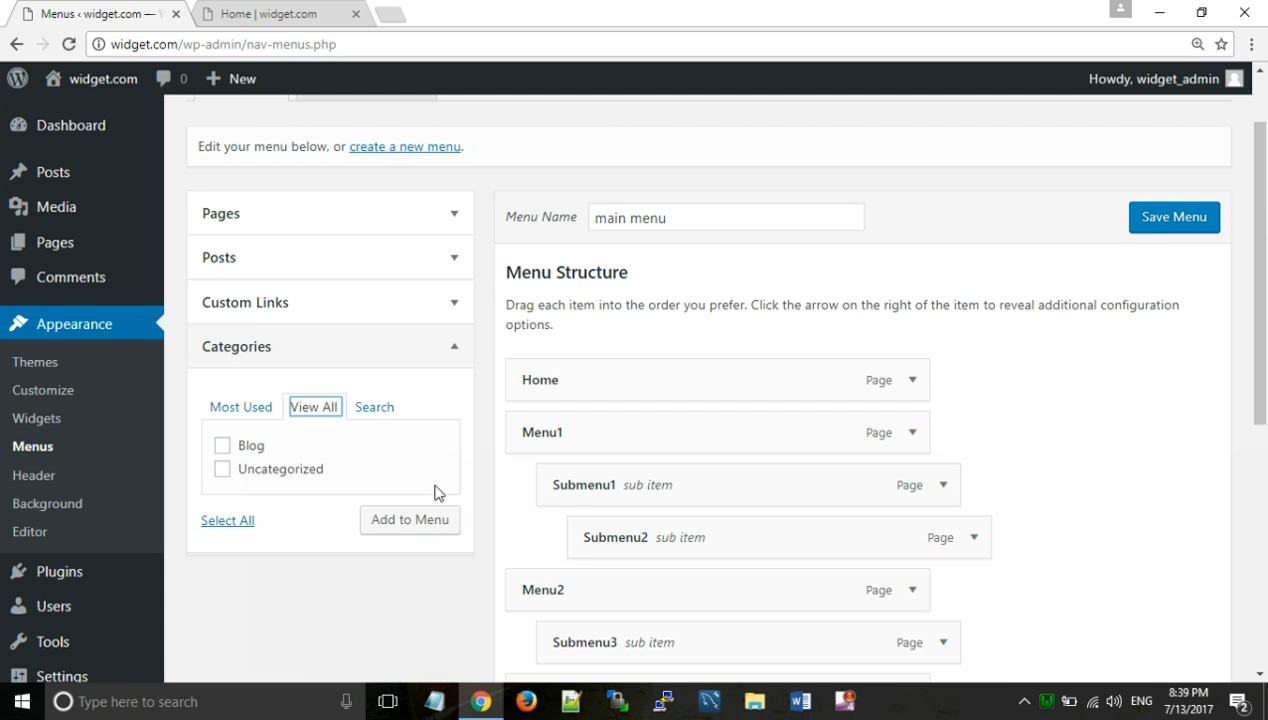 Menus ‹ widget.com —
Home | widget.com
widget.com/wp-admin/nav-menus.php
widget.com
0
New
Howdy, widget_admin
Dashboard
Posts
Media
Pages
Comments
Appearance
Themes
Customize
Widgets
Menus
Header
Background
Editor
Plugins
Users
Tools
Settings
Edit your menu below, or create a new menu.
Pages
Posts
Custom Links
Categories
Most Used View All Search
Blog
Uncategorized
Select All
Add to Menu
Menu Name main menu
Save Menu
Menu Structure
Drag each item into the order you prefer. Click the arrow on the right of the item to reveal additional configuration
options.
Home Page
Menu1 Page
Submenu1 sub item Page
Submenu2 sub item Page
Menu2 Page
Submenu3 sub item Page
Type here to search
ENG
8:39 PM
7/13/2017
2